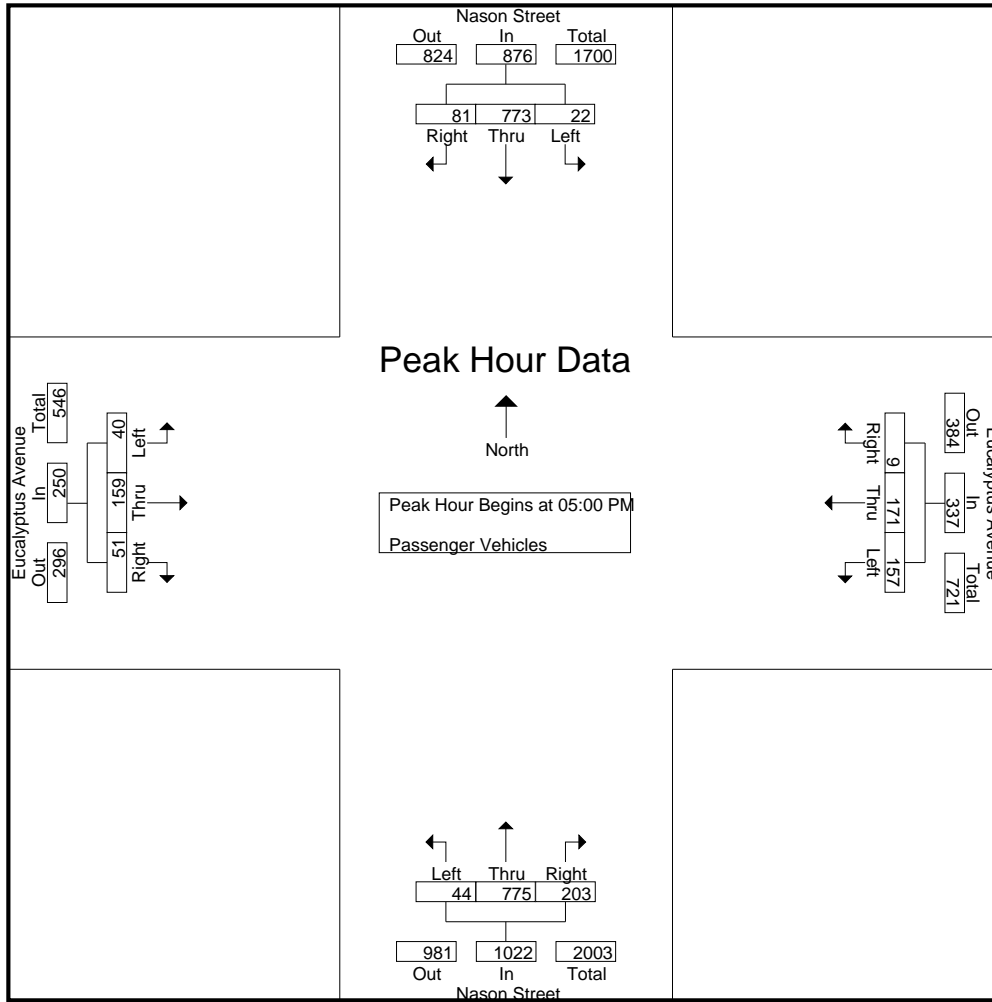 Nason Street
Out In Total
824 876 1700
81 773 22
Right Thru Left
Peak Hour Data
North
Peak Hour Begins at 05:00 PM
Passenger Vehicles
Eucalyptus Avenue
Total In Out
546 250 296
40 159 51
Left Thru Right
Eucalyptus Avenue
Out In Total
384 337 721
9 171 157
Right Thru Left
Left Thru Right
44 775 203
981 1022 2003
Out In Total
Nason Street